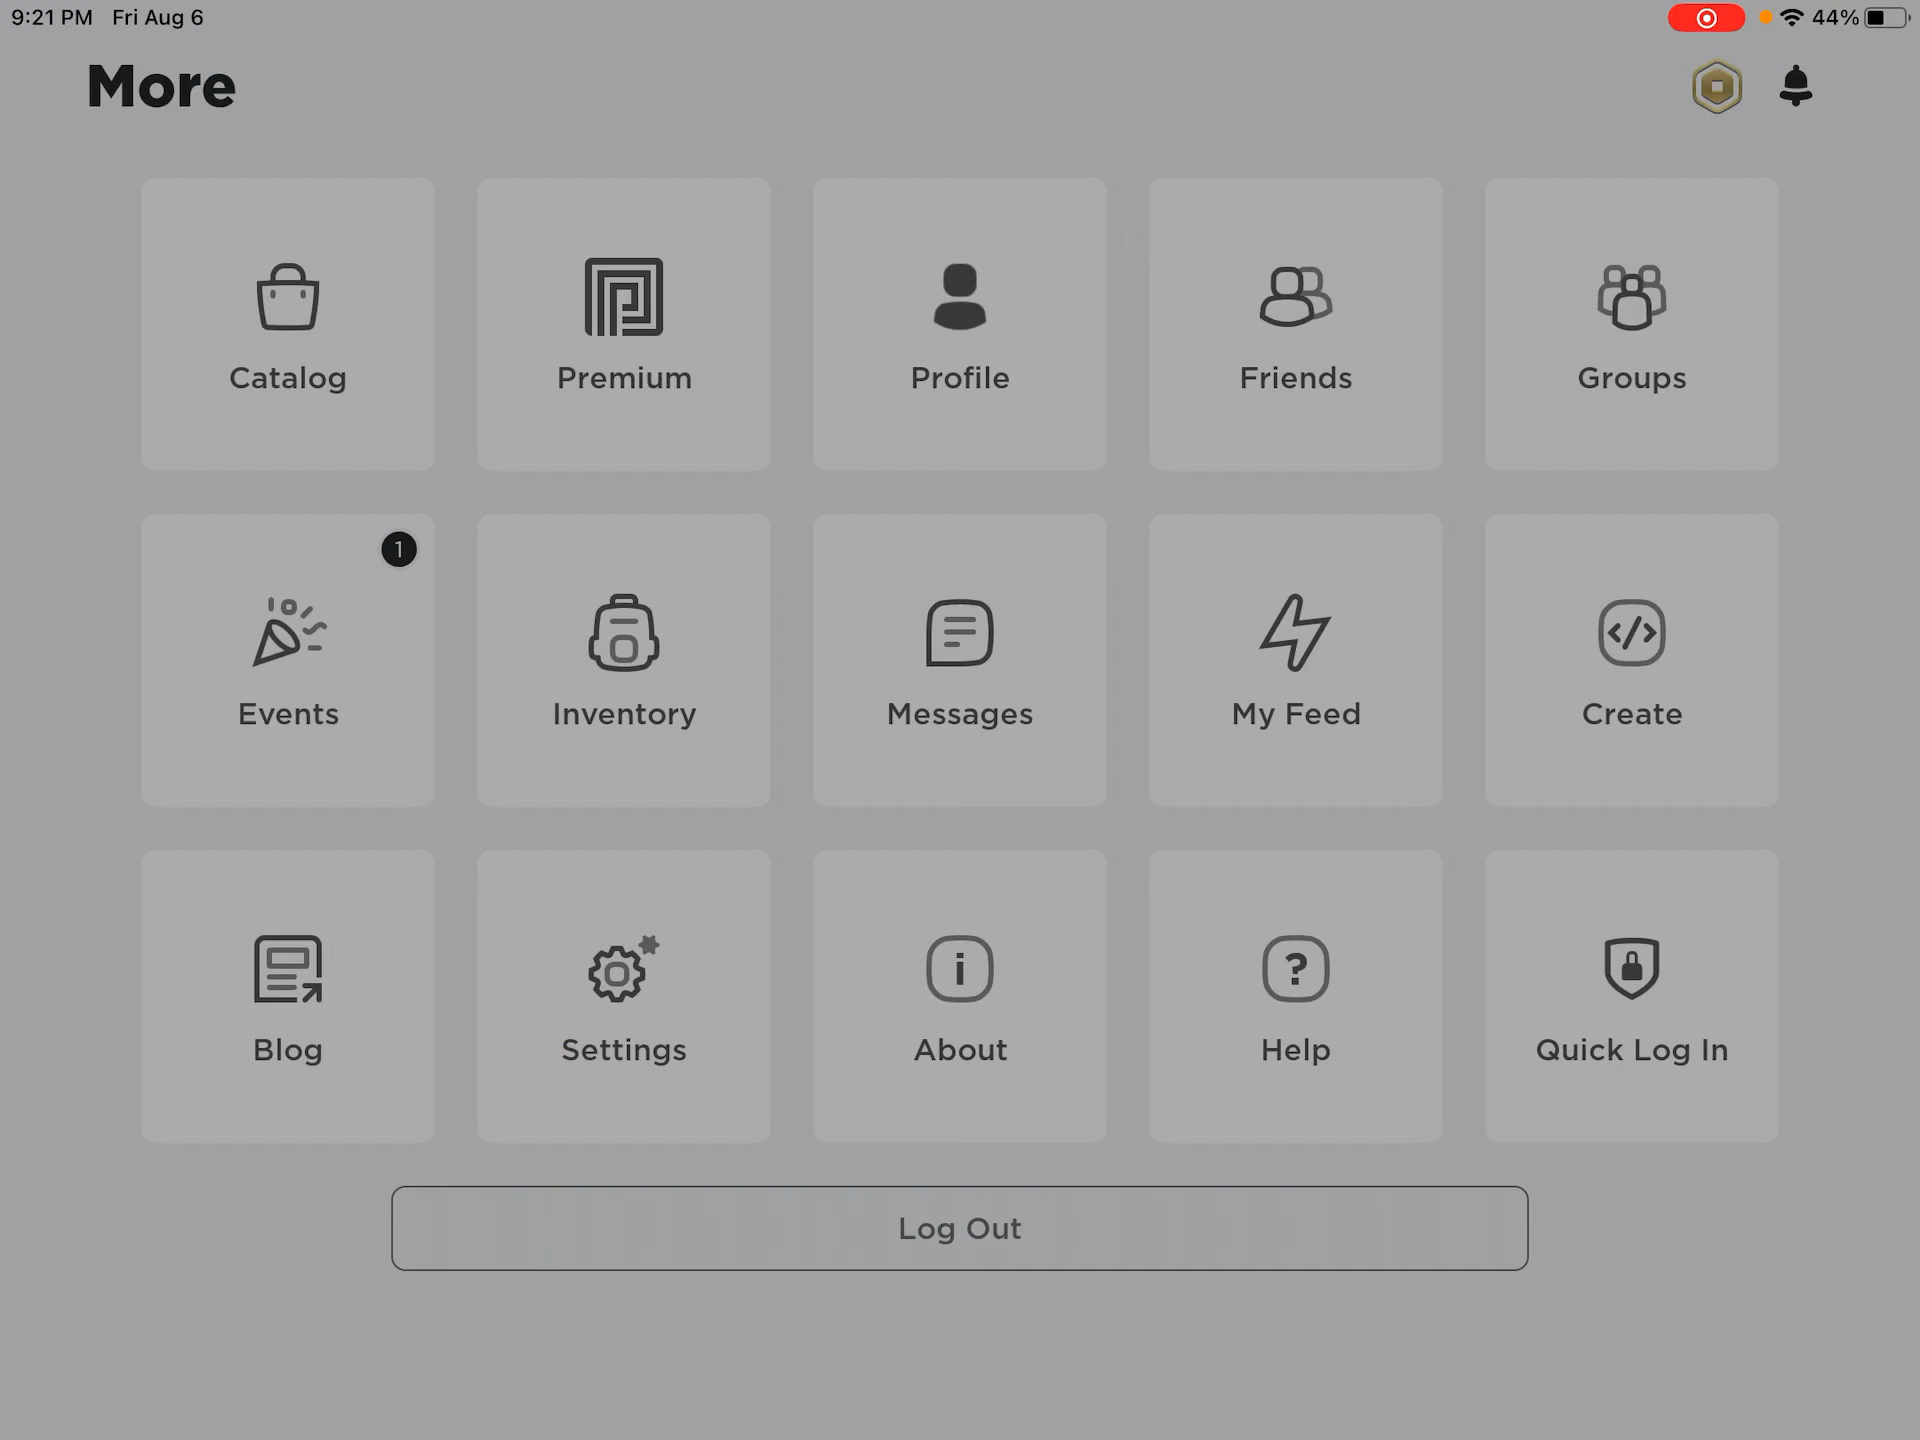 9:21 PM Fri Aug 6 44%
More
Catalog Premium Profile Friends Groups
1
Events Inventory Messages My Feed Create
Blog Settings About Help Quick Log In
Log Out